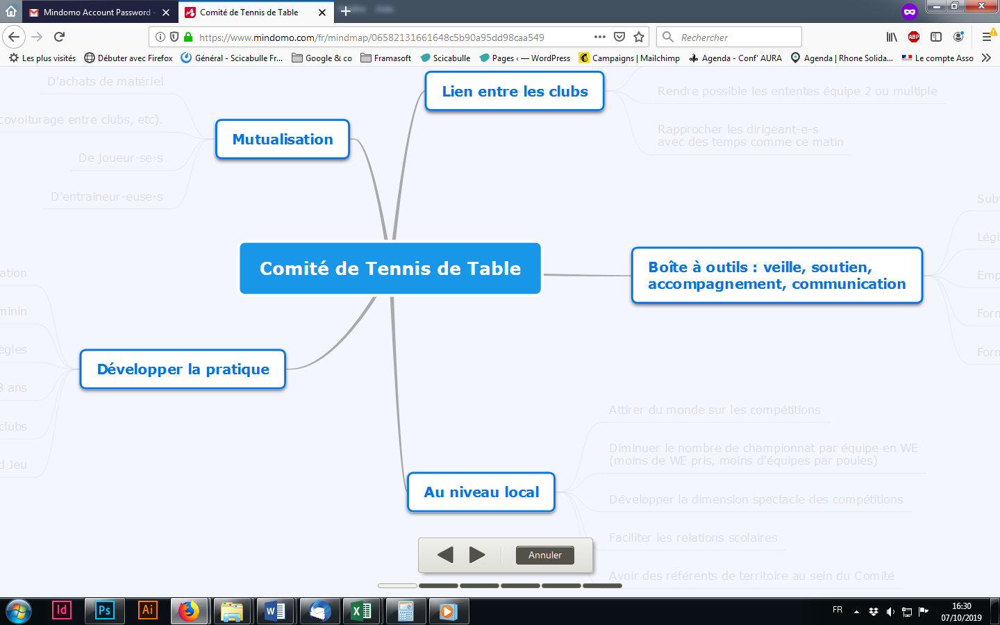 Mindomo Account Password -
Comité de Tennis de Table
https://www.mindomo.com/fr/mindmap/06582131661648c5b90a95dd98caa549
Rechercher
Les plus visités
Débuter avec Firefox
Général - Scicabulle Fr...
Google & co
Framasoft
Scicabulle
Pages ‹ — WordPress
Campaigns | Mailchimp
Agenda - Conf' AURA
Agenda | Rhone Solida...
Le compte Asso
D'achats de matériel
covoiturage entre clubs, etc).
De joueur-se-s
D'entraineur-euse-s
Mutualisation
Lien entre les clubs
Rendre possible les ententes équipe 2 ou multiple
Rapprocher les dirigeant-e-s
avec des temps comme ce matin
Comité de Tennis de Table
Boîte à outils : veille, soutien,
accompagnement, communication
Subv
Légi
Emp
Form
Form
ation
minin
ègles
8 ans
clubs
d Jeu
Développer la pratique
Au niveau local
Attirer du monde sur les compétitions
Diminuer le nombre de championnat par équipe en WE
(moins de WE pris, moins d'équipes par poules)
Développer la dimension spectacle des compétitions
Faciliter les relations scolaires
Avoir des référents de territoire au sein du Comité
Annuler
Id
Ps
Ai
FR
16:30
07/10/2019